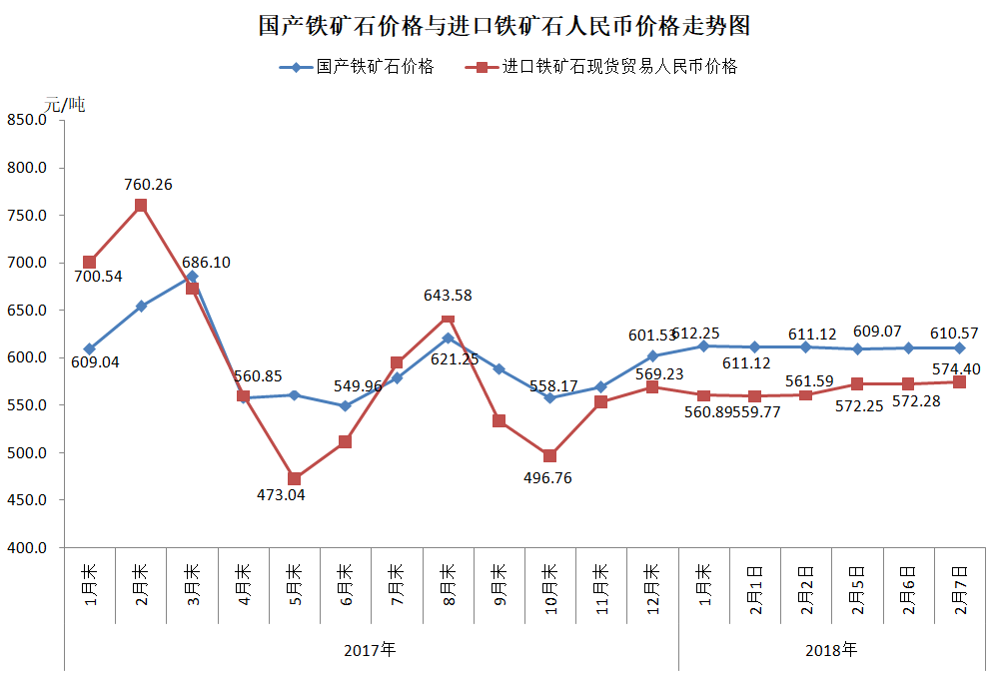 国产铁矿石价格与进口铁矿石人民币价格走势图
国产铁矿石价格 进口铁矿石现货贸易人民币价格
元/吨
850.0
800.0
750.0
700.0
650.0
600.0
550.0
500.0
450.0
400.0
760.26
700.54
686.10
609.04
560.85
473.04
549.96
643.58
621.25
558.17
496.76
601.53
569.23
612.25
560.89
611.12
559.77
611.12
561.59
609.07
572.25
572.28
610.57
574.40
1月末
2月末
3月末
4月末
5月末
6月末
7月末
8月末
9月末
10月末
11月末
12月末
1月末
2月1日
2月2日
2月5日
2月6日
2月7日
2017年 2018年